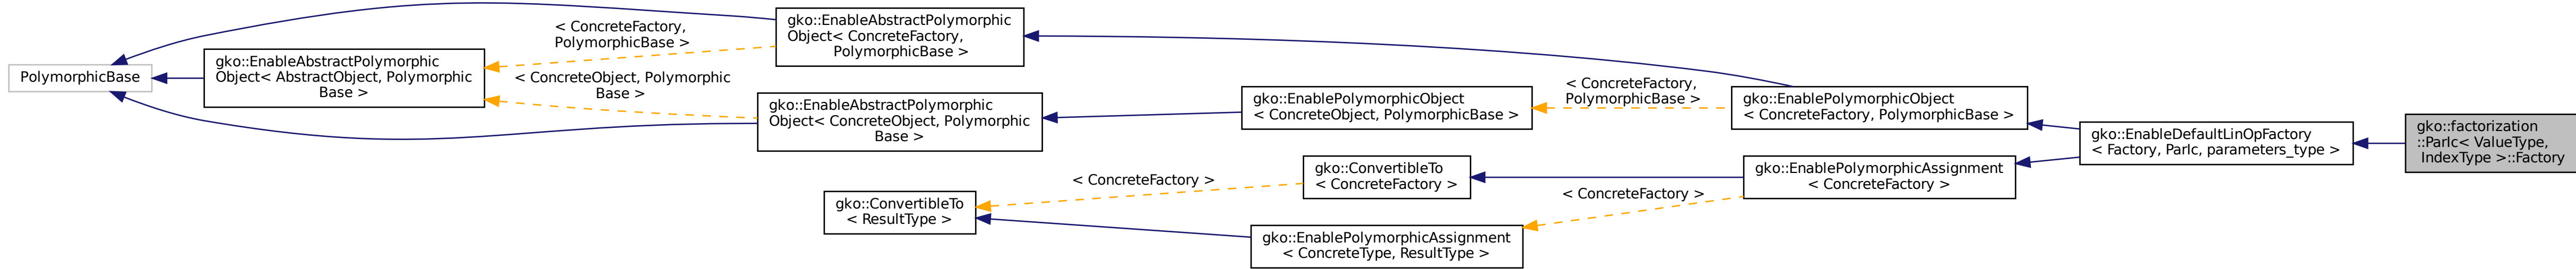 PolymorphicBase
gko::EnableAbstractPolymorphic
Object< AbstractObject, Polymorphic
Base >
< ConcreteFactory,
PolymorphicBase >
< ConcreteObject, Polymorphic
Base >
gko::EnableAbstractPolymorphic
Object< ConcreteFactory,
PolymorphicBase >
gko::EnableAbstractPolymorphic
Object< ConcreteObject, Polymorphic
Base >
gko::ConvertibleTo
< ResultType >
< ConcreteFactory >
gko::EnablePolymorphicObject
< ConcreteObject, PolymorphicBase >
gko::ConvertibleTo
< ConcreteFactory >
gko::EnablePolymorphicAssignment
< ConcreteType, ResultType >
< ConcreteFactory,
PolymorphicBase >
< ConcreteFactory >
gko::EnablePolymorphicObject
< ConcreteFactory, PolymorphicBase >
gko::EnablePolymorphicAssignment
< ConcreteFactory >
gko::EnableDefaultLinOpFactory
< Factory, ParIc, parameters_type >
gko::factorization
::ParIc< ValueType,
IndexType >::Factory